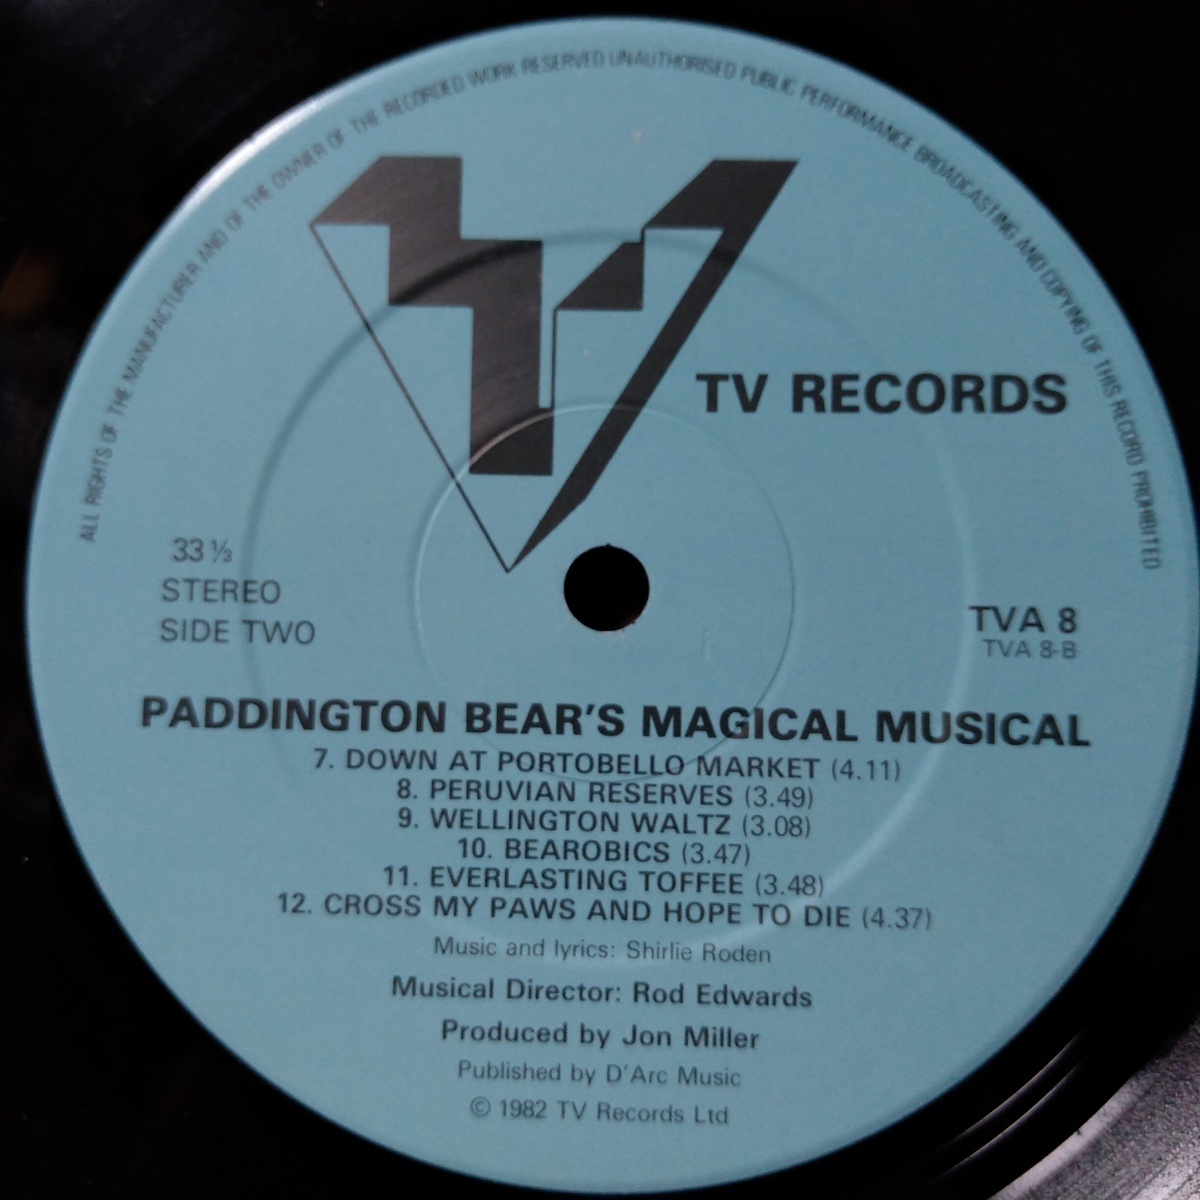 ALL RIGHTS OF THE MANUFACTURER AND OF THE OWNER OF THE RECORDED WORK RESERVED UNAUTHORISED PUBLIC PERFORMANCE BROADCASTING AND COPYING OF THIS RECORD PROHIBITED
TV
TV RECORDS
33 ⅓
STEREO
SIDE TWO
TVA 8
TVA 8-B
PADDINGTON BEAR'S MAGICAL MUSICAL
7. DOWN AT PORTOBELLO MARKET (4.11)
8. PERUVIAN RESERVES (3.49)
9. WELLINGTON WALTZ (3.08)
10. BEAROBICS (3.47)
11. EVERLASTING TOFFEE (3.48)
12. CROSS MY PAWS AND HOPE TO DIE (4.37)
Music and lyrics: Shirlie Roden
Musical Director: Rod Edwards
Produced by Jon Miller
Published by D'Arc Music
© 1982 TV Records Ltd